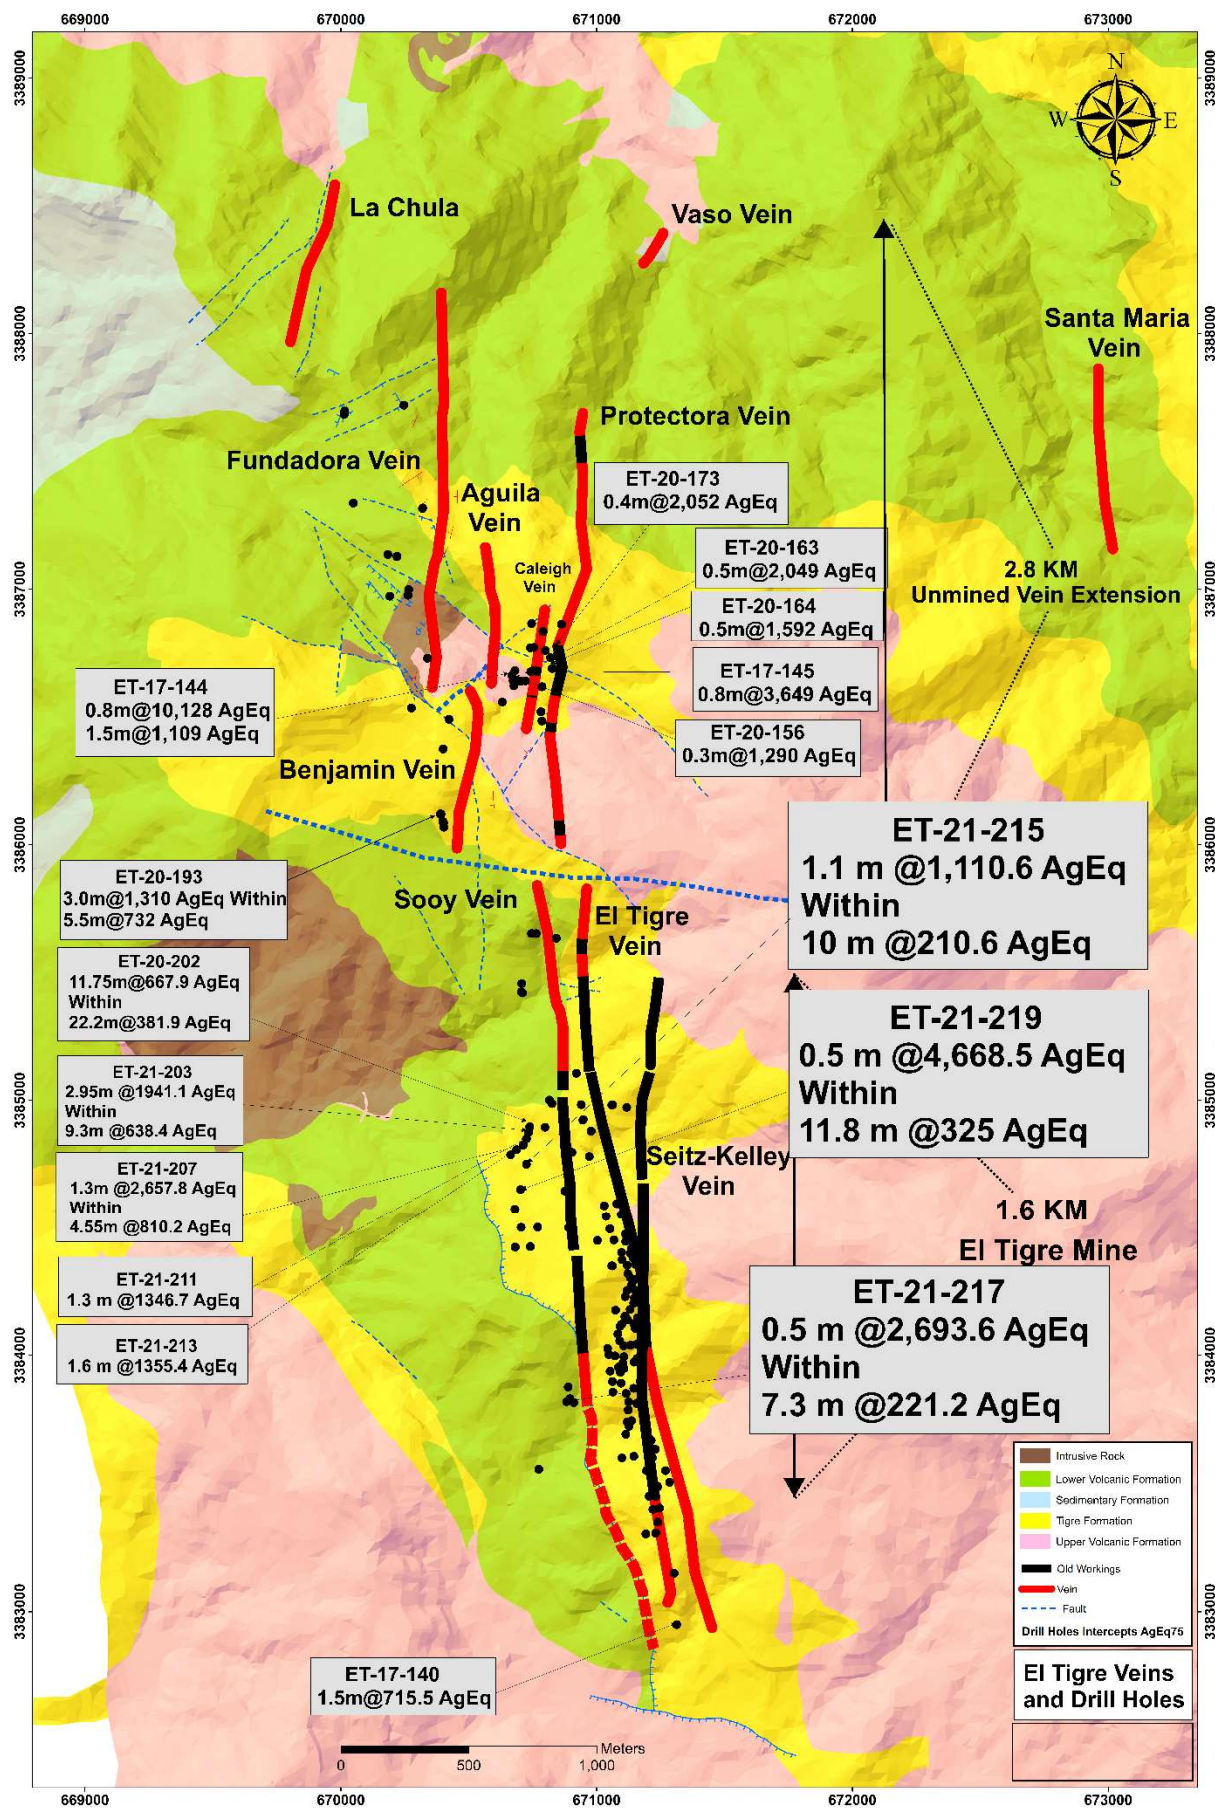 669000
670000
671000
672000
673000
3389000
3389000
N
W
E
S
La Chula
Vaso Vein
3388000
3388000
Santa Maria
Vein
Protectora Vein
Fundadora Vein
ET-20-173
0.4m@2,052 AgEq
Aguila
Vein
ET-20-163
0.5m@2,049 AgEq
Caleigh
Vein
2.8 KM
Unmined Vein Extension
3387000
3387000
ET-20-164
0.5m@1,592 AgEq
ET-17-145
0.8m@3,649 AgEq
ET-17-144
0.8m@10,128 AgEq
1.5m@1,109 AgEq
ET-20-156
0.3m@1,290 AgEq
Benjamin Vein
3386000
3386000
ET-21-215
1.1 m @1,110.6 AgEq
Within
10 m @210.6 AgEq
ET-20-193
3.0m@1,310 AgEq Within
5.5m@732 AgEq
Sooy Vein
El Tigre
Vein
ET-20-202
11.75m@667.9 AgEq
Within
22.2m@381.9 AgEq
ET-21-219
0.5 m @4,668.5 AgEq
Within
11.8 m @325 AgEq
ET-21-203
2.95m @1941.1 AgEq
Within
9.3m @638.4 AgEq
3385000
3385000
Seitz-Kelley
Vein
ET-21-207
1.3m @2,657.8 AgEq
Within
4.55m @810.2 AgEq
1.6 KM
El Tigre Mine
ET-21-211
1.3 m @1346.7 AgEq
ET-21-217
0.5 m @2,693.6 AgEq
Within
7.3 m @221.2 AgEq
ET-21-213
1.6 m @1355.4 AgEq
3384000
3384000
Intrusive Rock
Lower Volcanic Formation
Sedimentary Formation
Tigre Formation
Upper Volcanic Formation
Old Workings
Vein
Fault
Drill Holes Intercepts AgEq75
3383000
3383000
El Tigre Veins
and Drill Holes
ET-17-140
1.5m@715.5 AgEq
Meters
0
500
1,000
669000
670000
671000
672000
673000